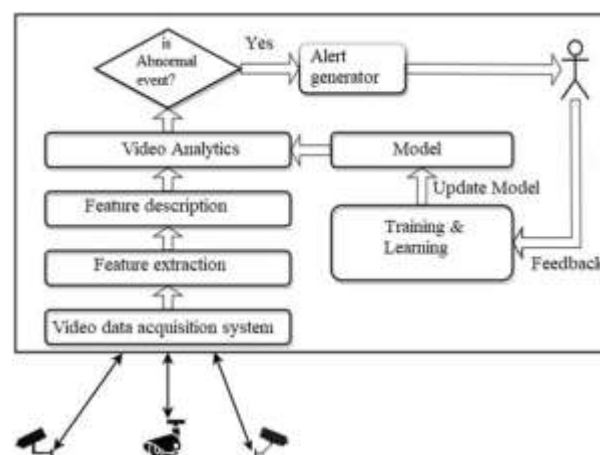 is
Abnormal
event?
Yes
Alert
generator
Video Analytics
Model
Update Model
Feature description
Training &
Learning
Feedback
Feature extraction
Video data acquisition system